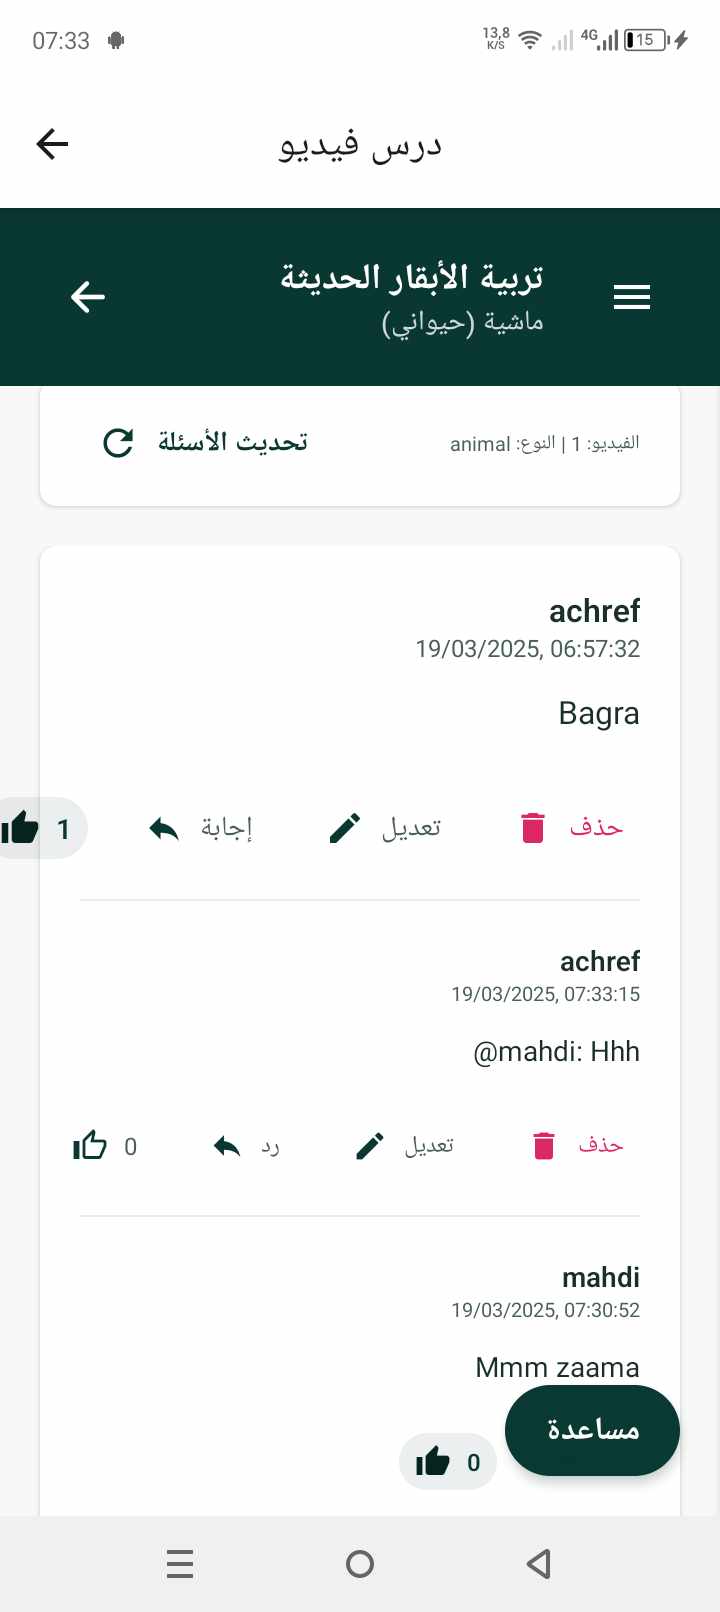 07:33
13,8
K/S
4G
15
درس فيديو
تربية الأبقار الحديثة
ماشية (حيواني)
الفيديو: 1 | النوع: animal
تحديث الأسئلة
achref
19/03/2025, 06:57:32
Bagra
حذف
تعديل
إجابة
1
achref
19/03/2025, 07:33:15
@mahdi: Hhh
حذف
تعديل
رد
0
mahdi
19/03/2025, 07:30:52
Mmm zaama
مساعدة
0